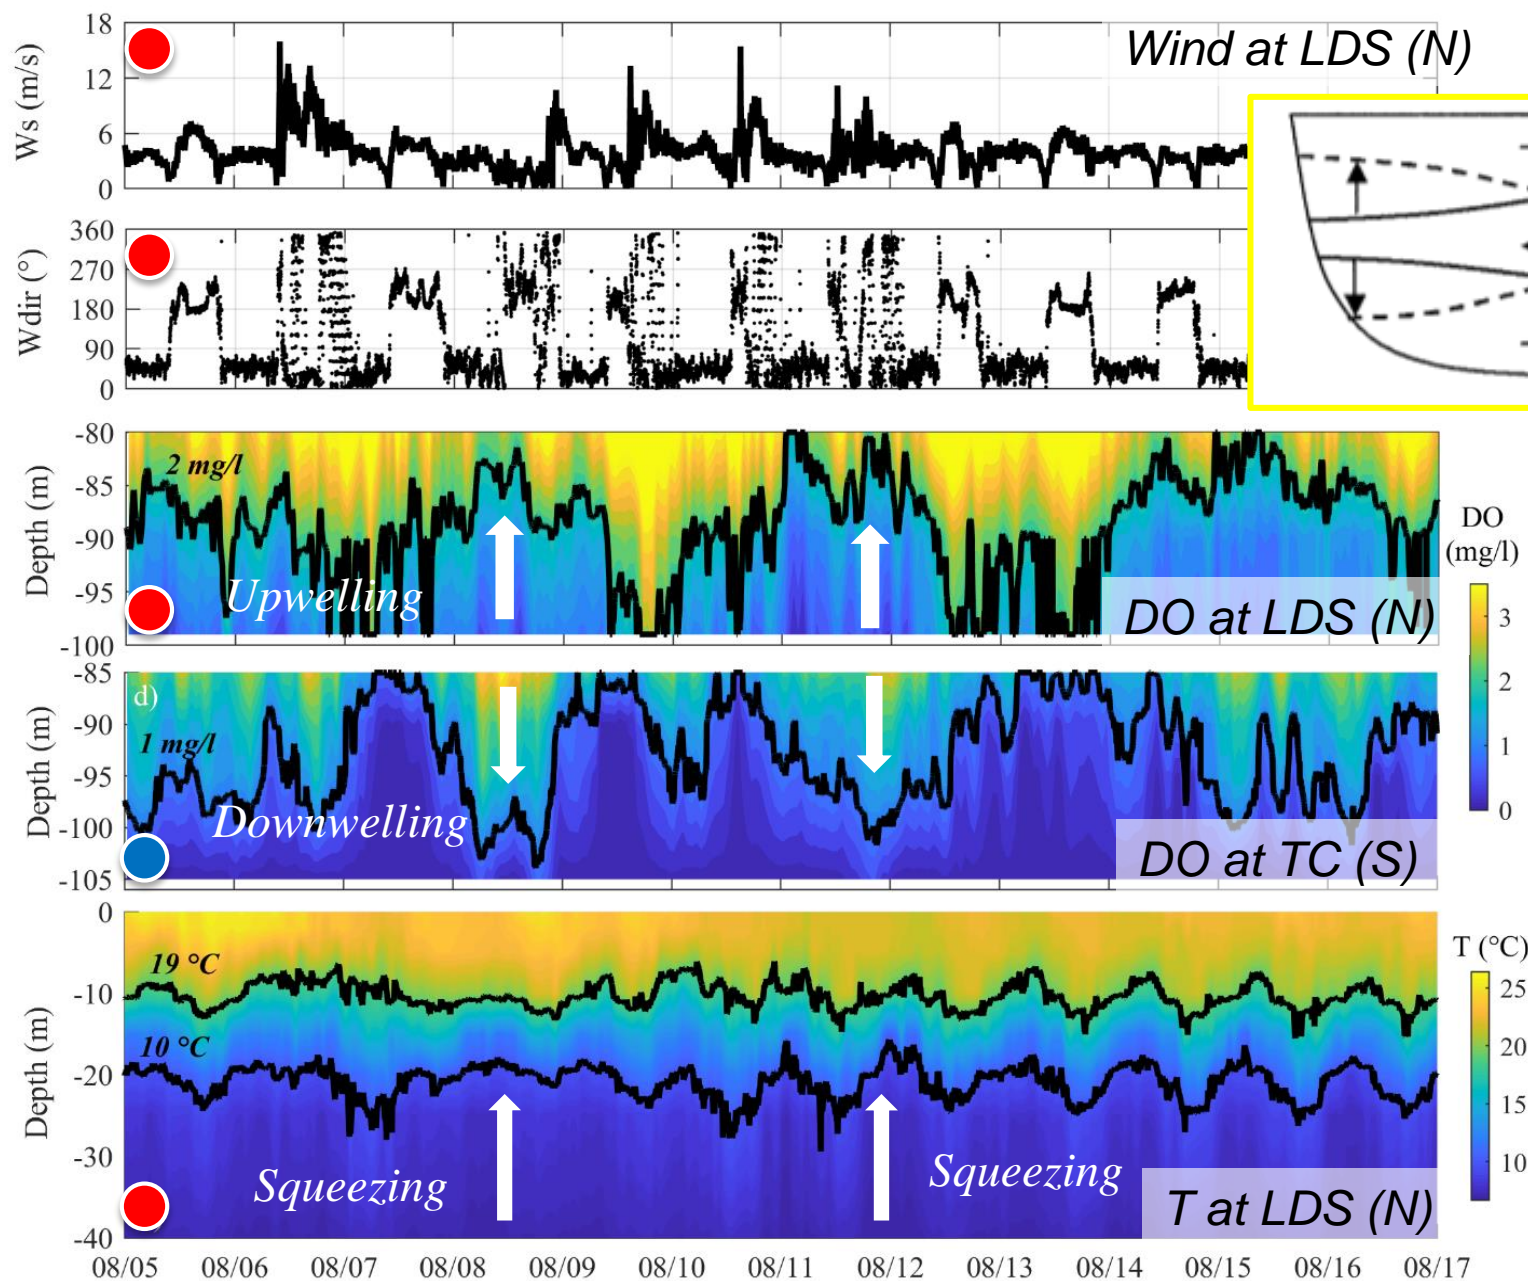 18
12
6
0
Ws (m/s)
Wind at LDS (N)
360
270
180
90
0
Wdir (°)
-80
-85
-90
-95
-100
Depth (m)
2 mg/l
Upwelling
DO at LDS (N)
DO
(mg/l)
3
2
1
0
-85
-90
-95
-100
-105
Depth (m)
d)
1 mg/l
Downwelling
DO at TC (S)
0
-10
-20
-30
-40
Depth (m)
19 °C
10 °C
Squeezing
Squeezing
T at LDS (N)
T (°C)
25
20
15
10
08/05 08/06 08/07 08/08 08/09 08/10 08/11 08/12 08/13 08/14 08/15 08/16 08/17